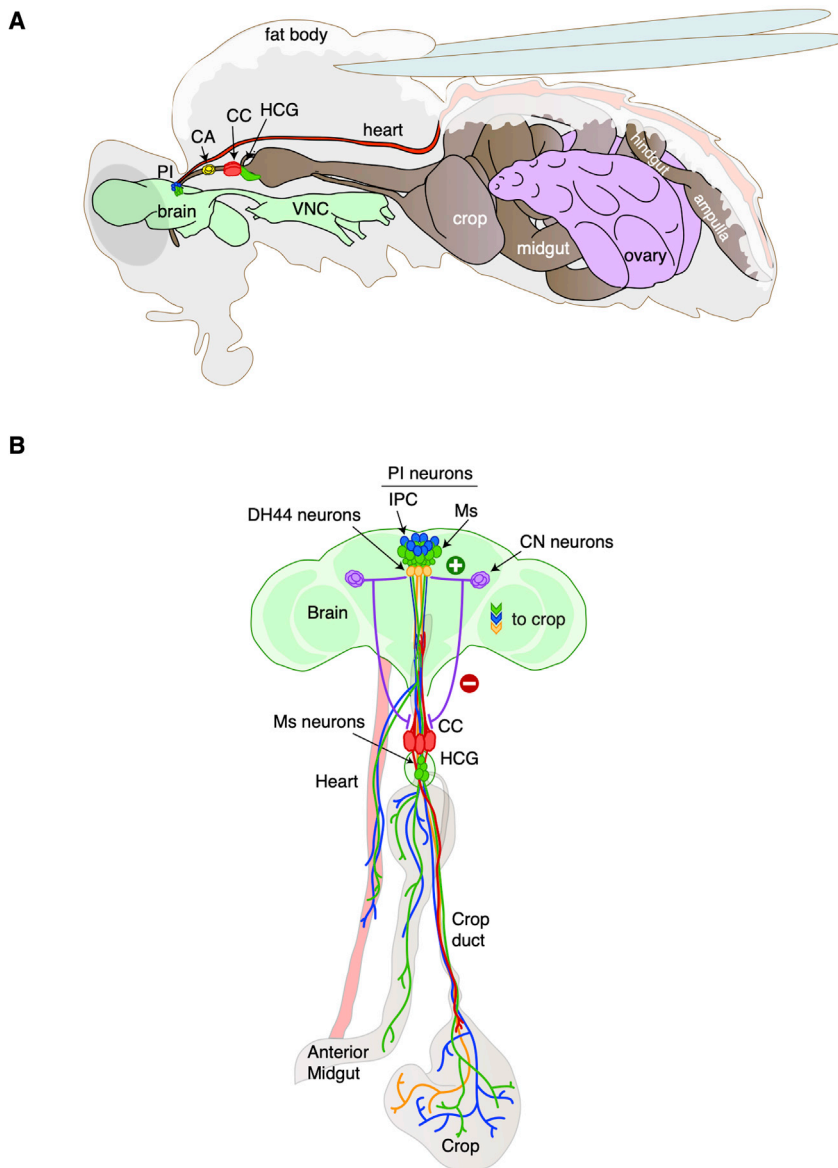 A
fat body
HCG
CC
CA
heart
PI
brain
VNC
crop
midgut
ovary
hindgut
ampulla
B
PI neurons
IPC
DH44 neurons
Ms
CN neurons
+
Brain
to crop
−
CC
Ms neurons
HCG
Heart
Crop
duct
Anterior
Midgut
Crop